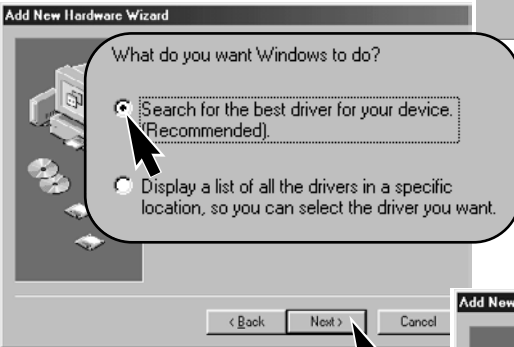 Add New Hardware Wizard
What do you want Windows to do?
Search for the best driver for your device.
(Recommended).
Display a list of all the drivers in a specific
location, so you can select the driver you want.
< Back
Next >
Cancel
Add New